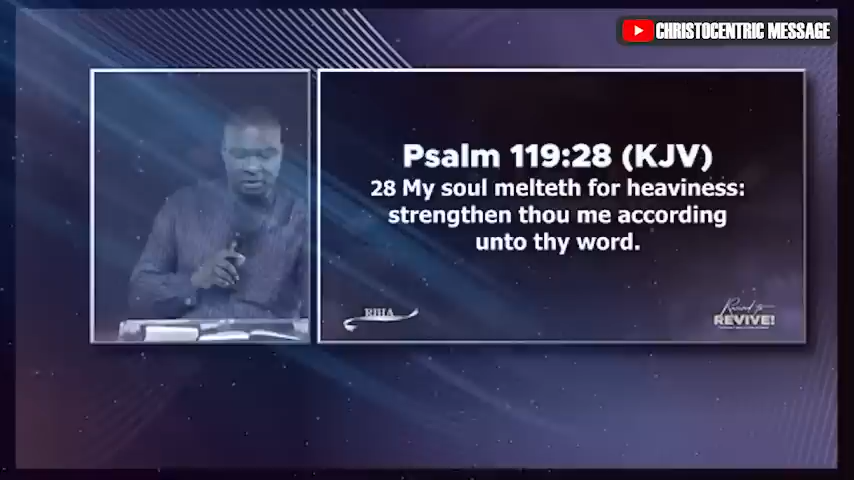 CHRISTOCENTRIC MESSAGE
Psalm 119:28 (KJV)
28 My soul melteth for heaviness:
strengthen thou me according
unto thy word.
REVIVE!